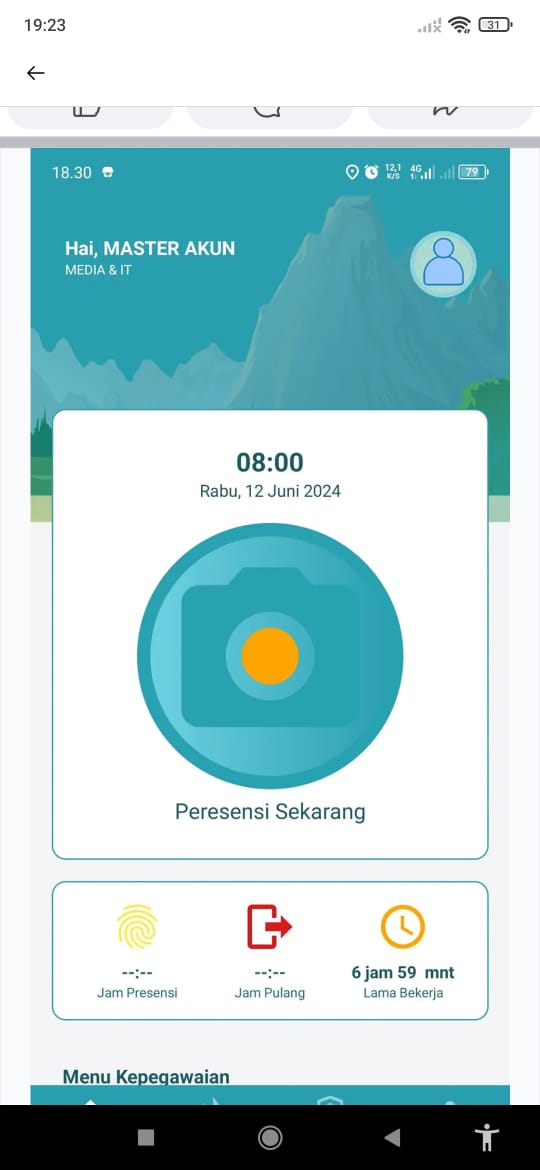 19:23
31
18.30
12,1
K/S
4G
79
Hai, MASTER AKUN
MEDIA & IT
08:00
Rabu, 12 Juni 2024
Peresensi Sekarang
--:-- --:-- 6 jam 59 mnt
Jam Presensi Jam Pulang Lama Bekerja
Menu Kepegawaian